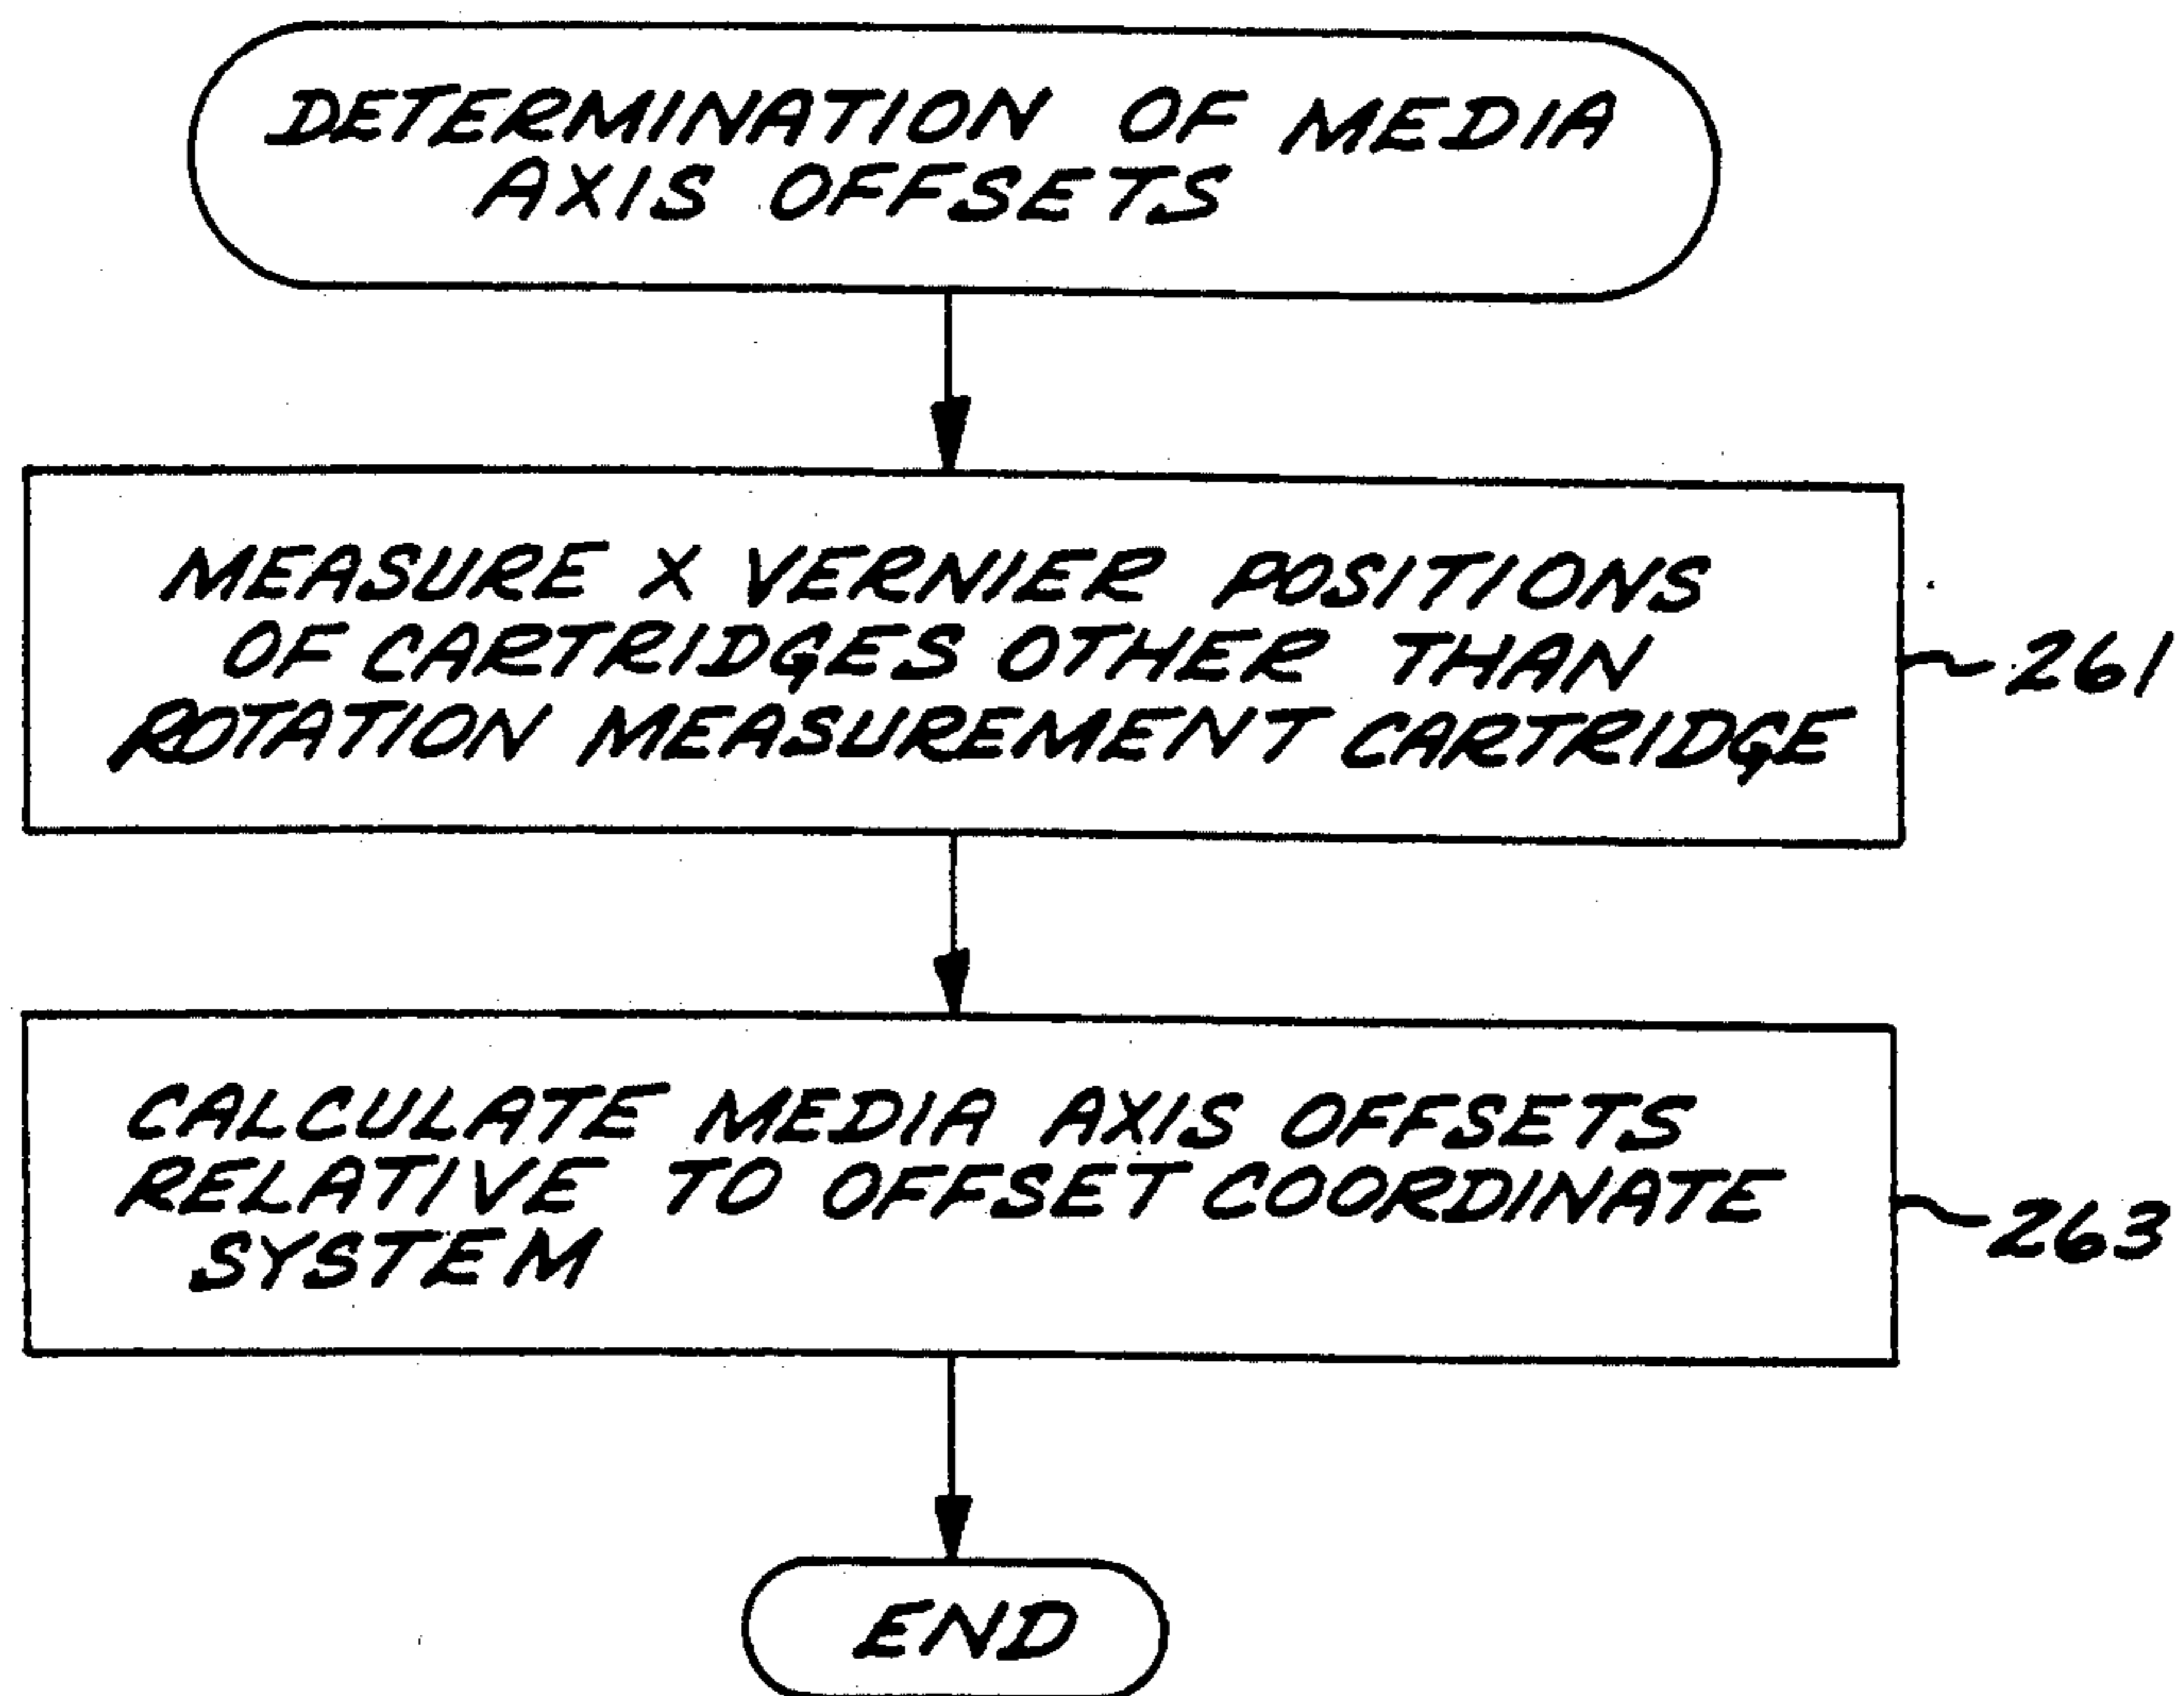 DETERMINATION OF MEDIA
AXIS OFFSETS
MEASURE X VERNIER POSITIONS
OF CARTRIDGES OTHER THAN
ROTATION MEASUREMENT CARTRIDGE
261
CALCULATE MEDIA AXIS OFFSETS
RELATIVE TO OFFSET COORDINATE
SYSTEM
263
END